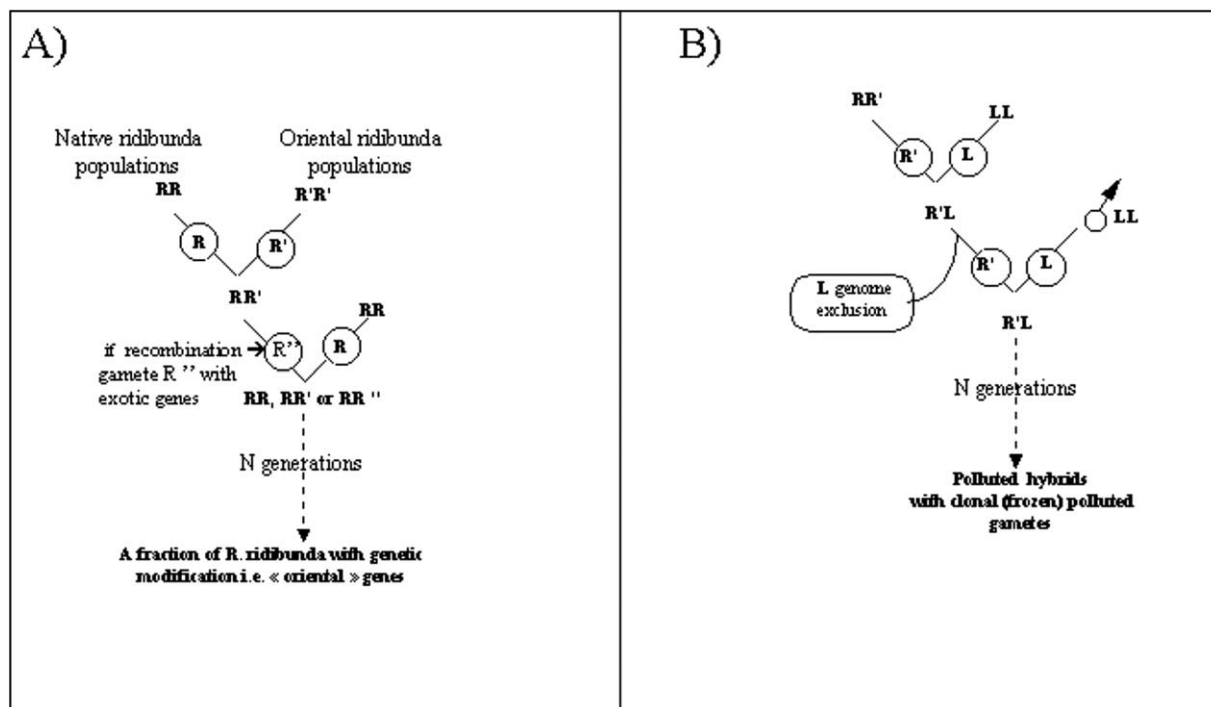 A)
Native ridibunda
populations
Oriental ridibunda
populations
RR
R'R'
R
R'
RR'
RR
if recombination
gamete R '' with
exotic genes
R''
R
RR, RR' or RR ''
N generations
A fraction of R. ridibunda with genetic
modification i.e. « oriental » genes
B)
RR'
LL
R'
L
R'L
LL
R'
L
L genome
exclusion
R'L
N generations
Polluted hybrids
with clonal (frozen) polluted
gametes